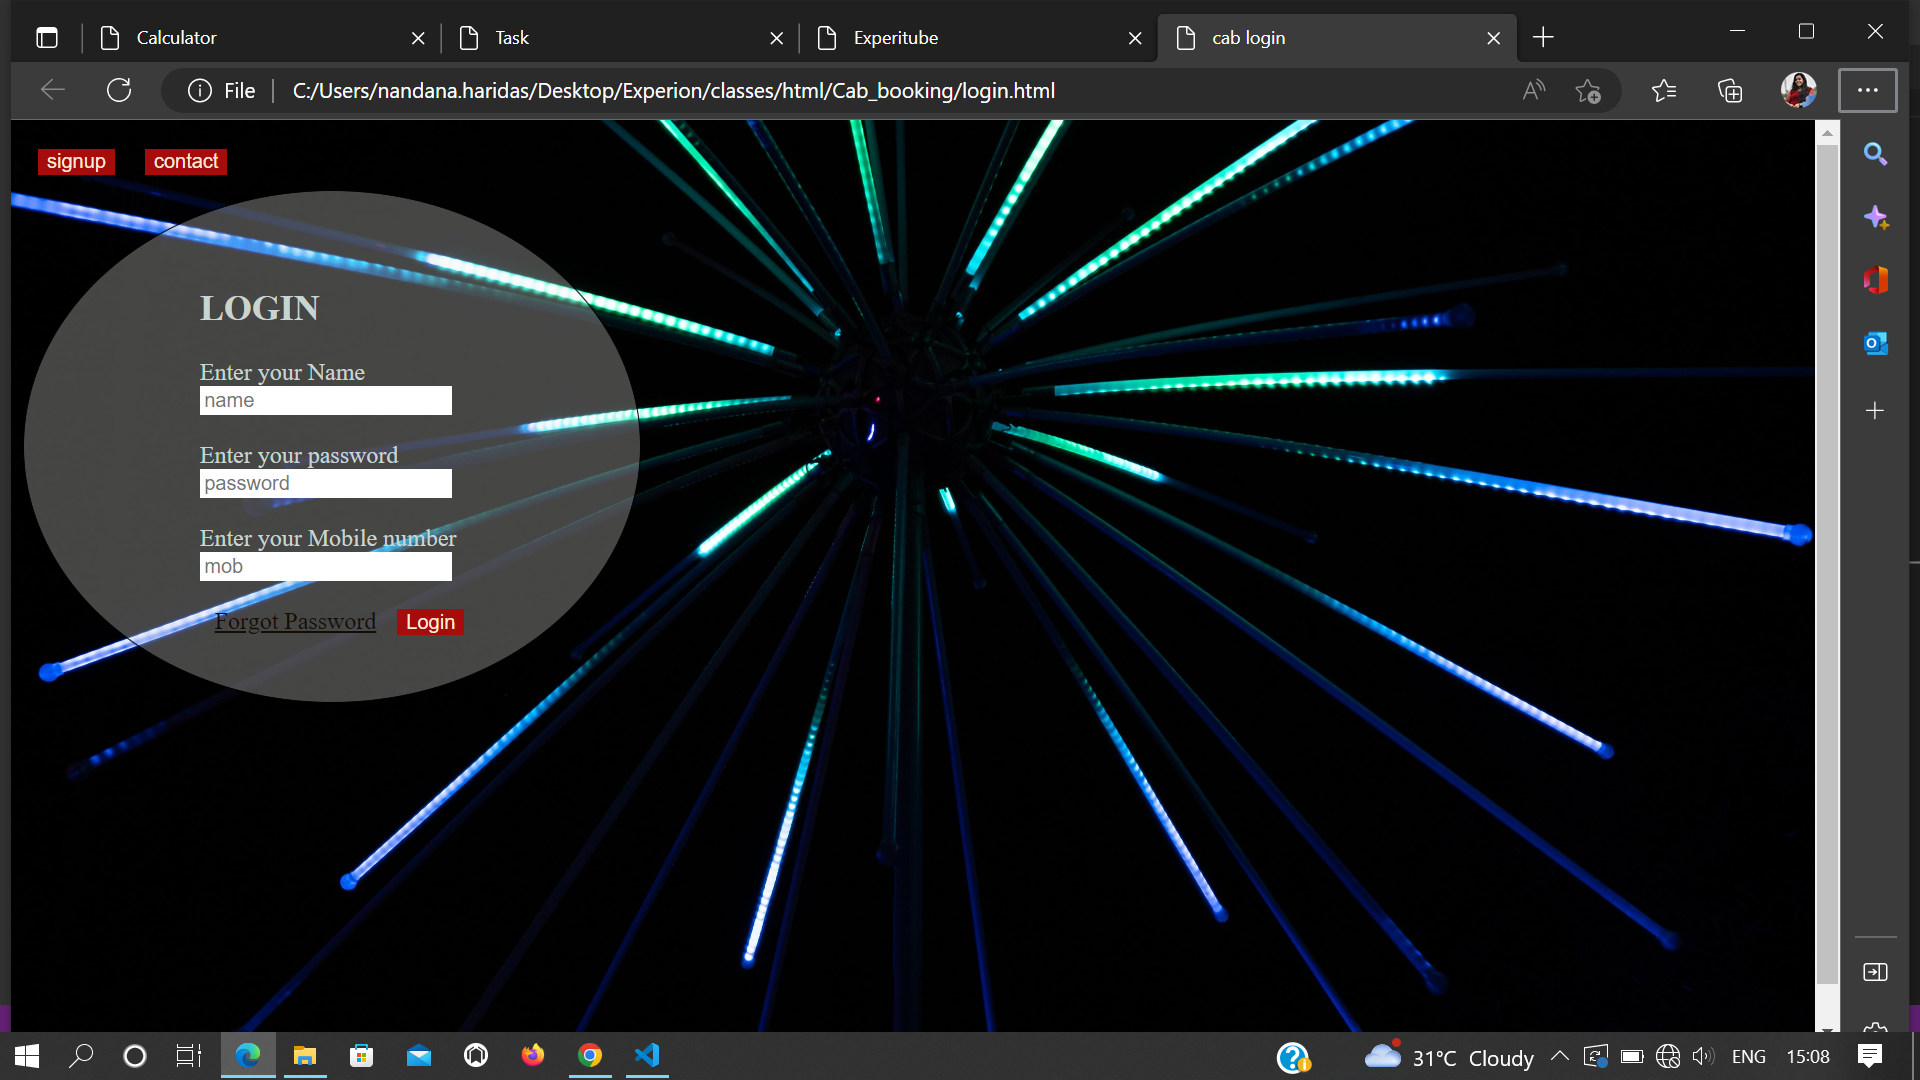 Calculator
Task
Experitube
cab login
File
C:/Users/nandana.haridas/Desktop/Experion/classes/html/Cab_booking/login.html
signup
contact
LOGIN
Enter your Name
name
Enter your password
password
Enter your Mobile number
mob
Forgot Password
Login
31°C Cloudy
ENG
15:08